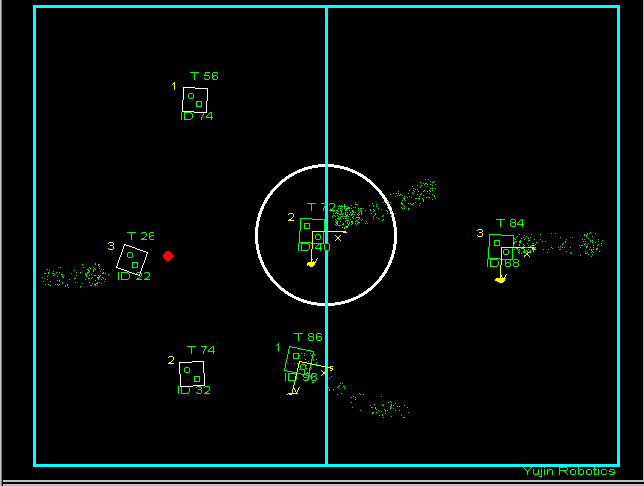 T 56
1
ID 74
T 72
2
ID 40
T 84
3
ID 68
T 26
3
ID 22
T 86
1
ID 96
T 74
2
ID 32
Yujin Robotics